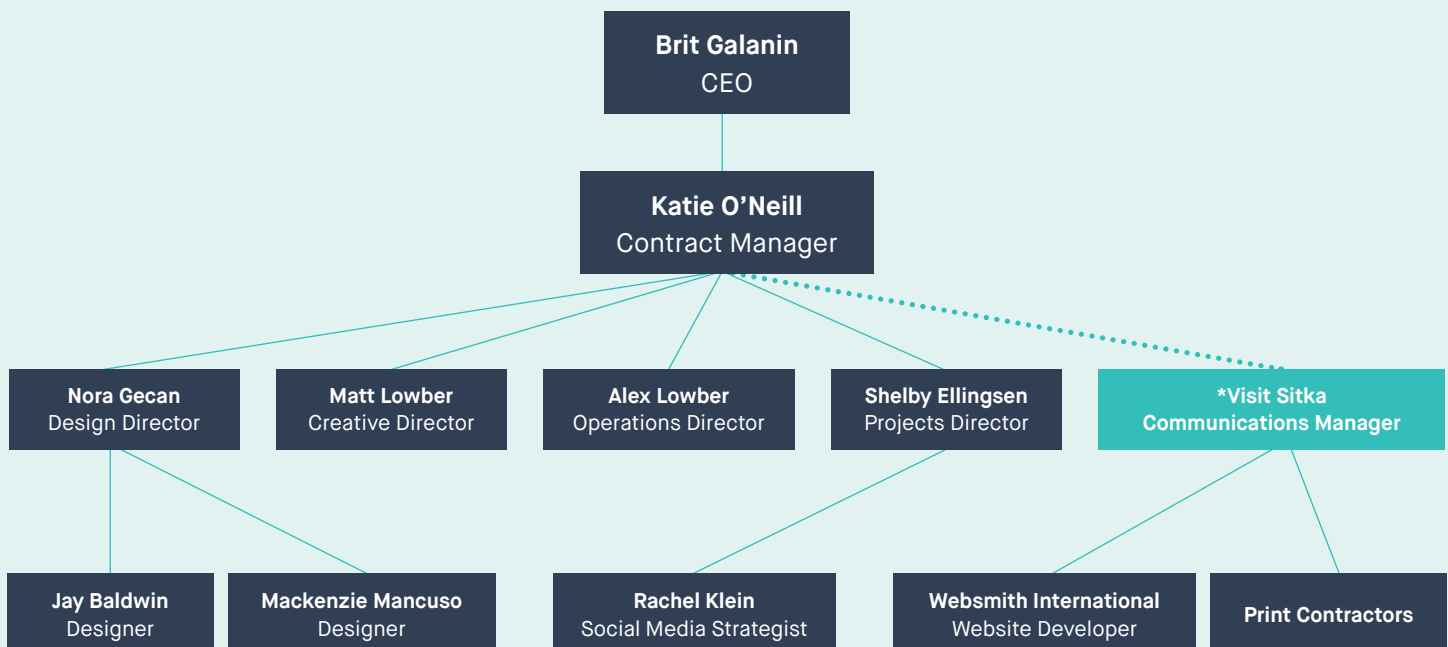 Brit Galanin
CEO
Katie O’Neill
Contract Manager
Nora Gecan
Design Director
Matt Lowber
Creative Director
Alex Lowber
Operations Director
Shelby Ellingsen
Projects Director
*Visit Sitka
Communications Manager
Jay Baldwin
Designer
Mackenzie Mancuso
Designer
Rachel Klein
Social Media Strategist
Websmith International
Website Developer
Print Contractors